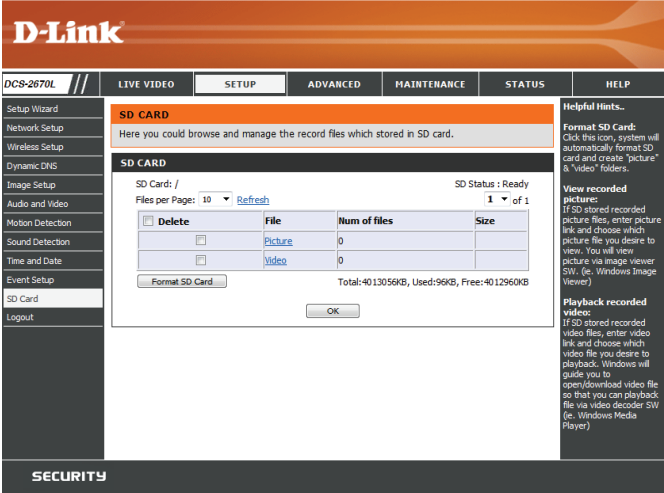 D-Link
DCS-2670L
LIVE VIDEO
SETUP
ADVANCED
MAINTENANCE
STATUS
HELP
Setup Wizard
Network Setup
Wireless Setup
Dynamic DNS
Image Setup
Audio and Video
Motion Detection
Sound Detection
Time and Date
Event Setup
SD Card
Logout
SD CARD
Here you could browse and manage the record files which stored in SD card.
SD CARD
SD Card: /
SD Status : Ready
Files per Page: 10 Refresh
1 of 1
Delete File Num of files Size
Picture 0
Video 0
Format SD Card
Total:4013056KB, Used:96KB, Free:4012960KB
OK
Helpful Hints..
Format SD Card:
Click this icon, system will
automatically format SD
card and create "picture"
& "video" folders.
View recorded
picture:
If SD stored recorded
picture files, enter picture
link and choose which
picture file you desire to
view. You will view
picture via image viewer
SW. (ie. Windows Image
Viewer)
Playback recorded
video:
If SD stored recorded
video files, enter video
link and choose which
video file you desire to
playback. Windows will
guide you to
open/download video file
so that you can playback
file via video decoder SW
(ie. Windows Media
Player)
SECURITY